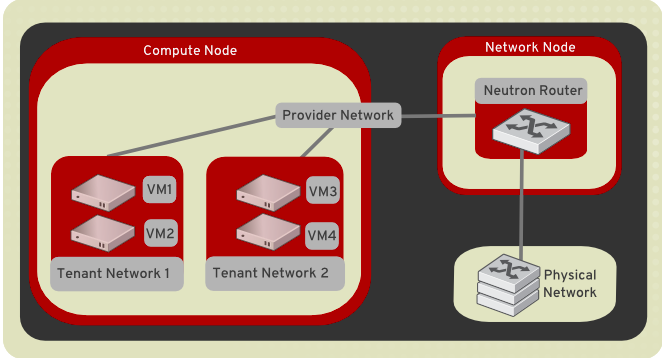 Compute Node
Network Node
Neutron Router
Provider Network
VM1
VM2
Tenant Network 1
VM3
VM4
Tenant Network 2
Physical
Network